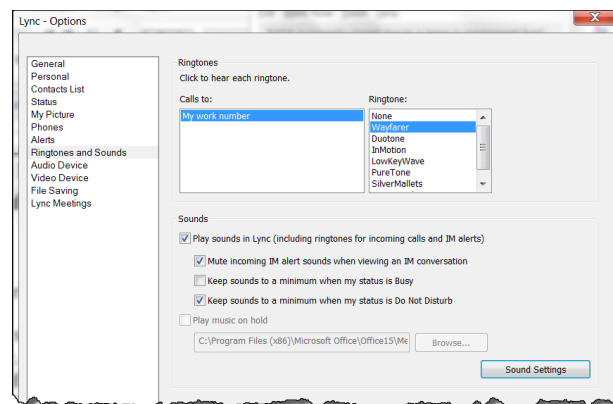 Lync - Options
General
Personal
Contacts List
Status
My Picture
Phones
Alerts
Ringtones and Sounds
Audio Device
Video Device
File Saving
Lync Meetings
Ringtones
Click to hear each ringtone.
Calls to:
My work number
Ringtone:
None
Wayfarer
Duotone
InMotion
LowKeyWave
PureTone
SilverMallets
Sounds
Play sounds in Lync (including ringtones for incoming calls and IM alerts)
Mute incoming IM alert sounds when viewing an IM conversation
Keep sounds to a minimum when my status is Busy
Keep sounds to a minimum when my status is Do Not Disturb
Play music on hold
C:\Program Files (x86)\Microsoft Office\Office15\Me
Browse...
Sound Settings